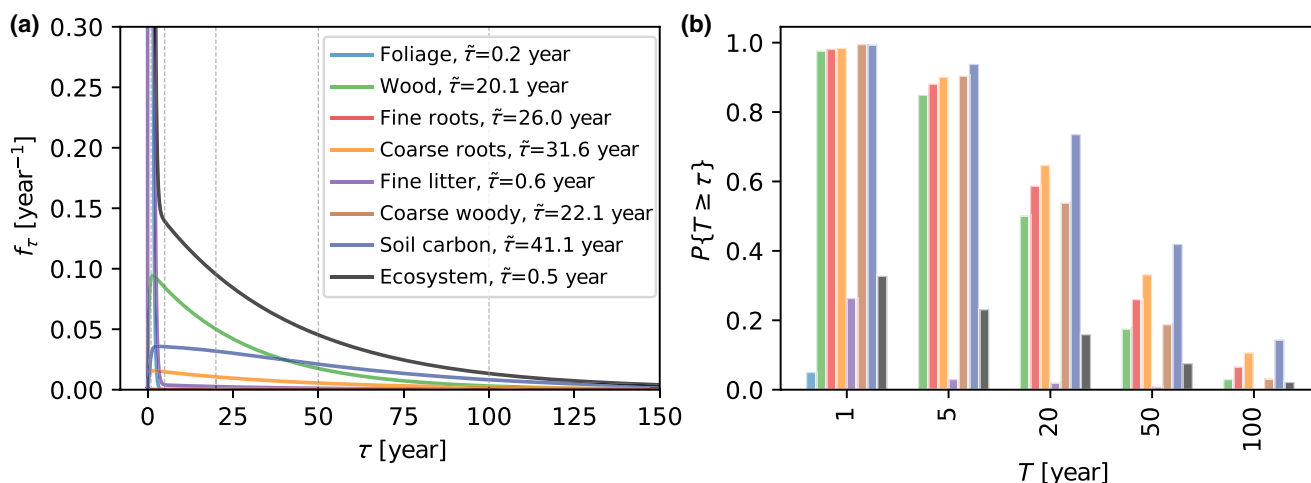 (a)
0.30
0.25
0.20
0.15
0.10
0.05
0.00
f_τ [year⁻¹]
Foliage, τ̃=0.2 year
Wood, τ̃=20.1 year
Fine roots, τ̃=26.0 year
Coarse roots, τ̃=31.6 year
Fine litter, τ̃=0.6 year
Coarse woody, τ̃=22.1 year
Soil carbon, τ̃=41.1 year
Ecosystem, τ̃=0.5 year
0 25 50 75 100 125 150
τ [year]
(b)
1.0
0.8
0.6
0.4
0.2
0.0
P{T ≥ τ}
1 5 20 50 100
T [year]